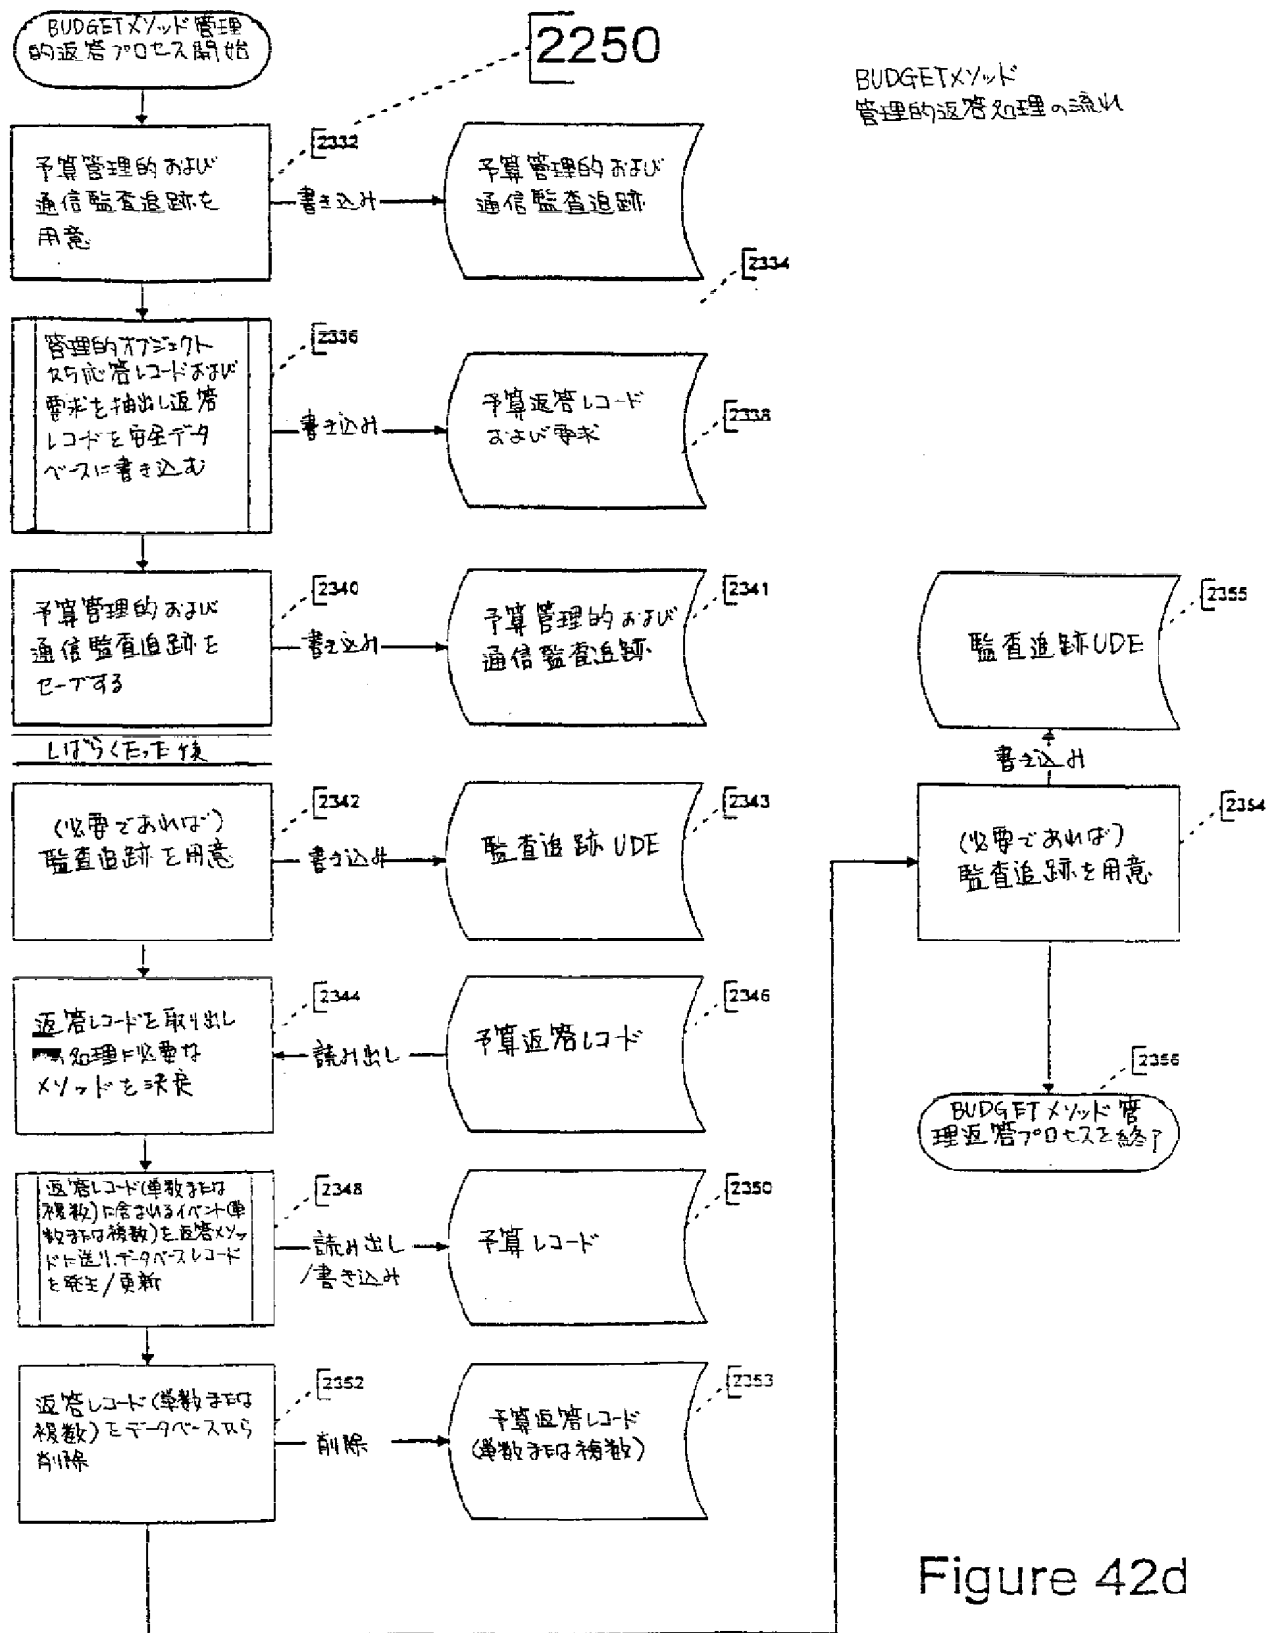 BUDGETメソッド管理
的返答プロセス開始
2250
BUDGETメソッド
管理的返答処理の流れ
予算管理的および
通信監査追跡を
用意
2332
書き込み
予算管理的および
通信監査追跡
2334
管理的オブジェクト
から応答レコードおよび
要求を抽出し返答
レコードを安全データ
ベースに書き込む
2336
書き込み
予算返答レコード
および要求
2338
予算管理的および
通信監査追跡を
セーブする
2340
書き込み
予算管理的および
通信監査追跡
2341
監査追跡UDE
2355
書き込み
しばらくたった後
(必要であれば)
監査追跡を用意
2342
書き込み
監査追跡UDE
2343
(必要であれば)
監査追跡を用意
2354
返答レコードを取り出し
処理に必要な
メソッドを決定
2344
読み出し
予算返答レコード
2346
2356
BUDGETメソッド管
理返答プロセスを終了
返答レコード(単数または
複数)に含まれるイベント(単
数または複数)を返答メソッ
ドに送り、データベースレコード
を発生/更新
2348
読み出し
/書き込み
予算レコード
2350
返答レコード(単数または
複数)をデータベースから
削除
2352
削除
予算返答レコード
(単数または複数)
2353
Figure 42d